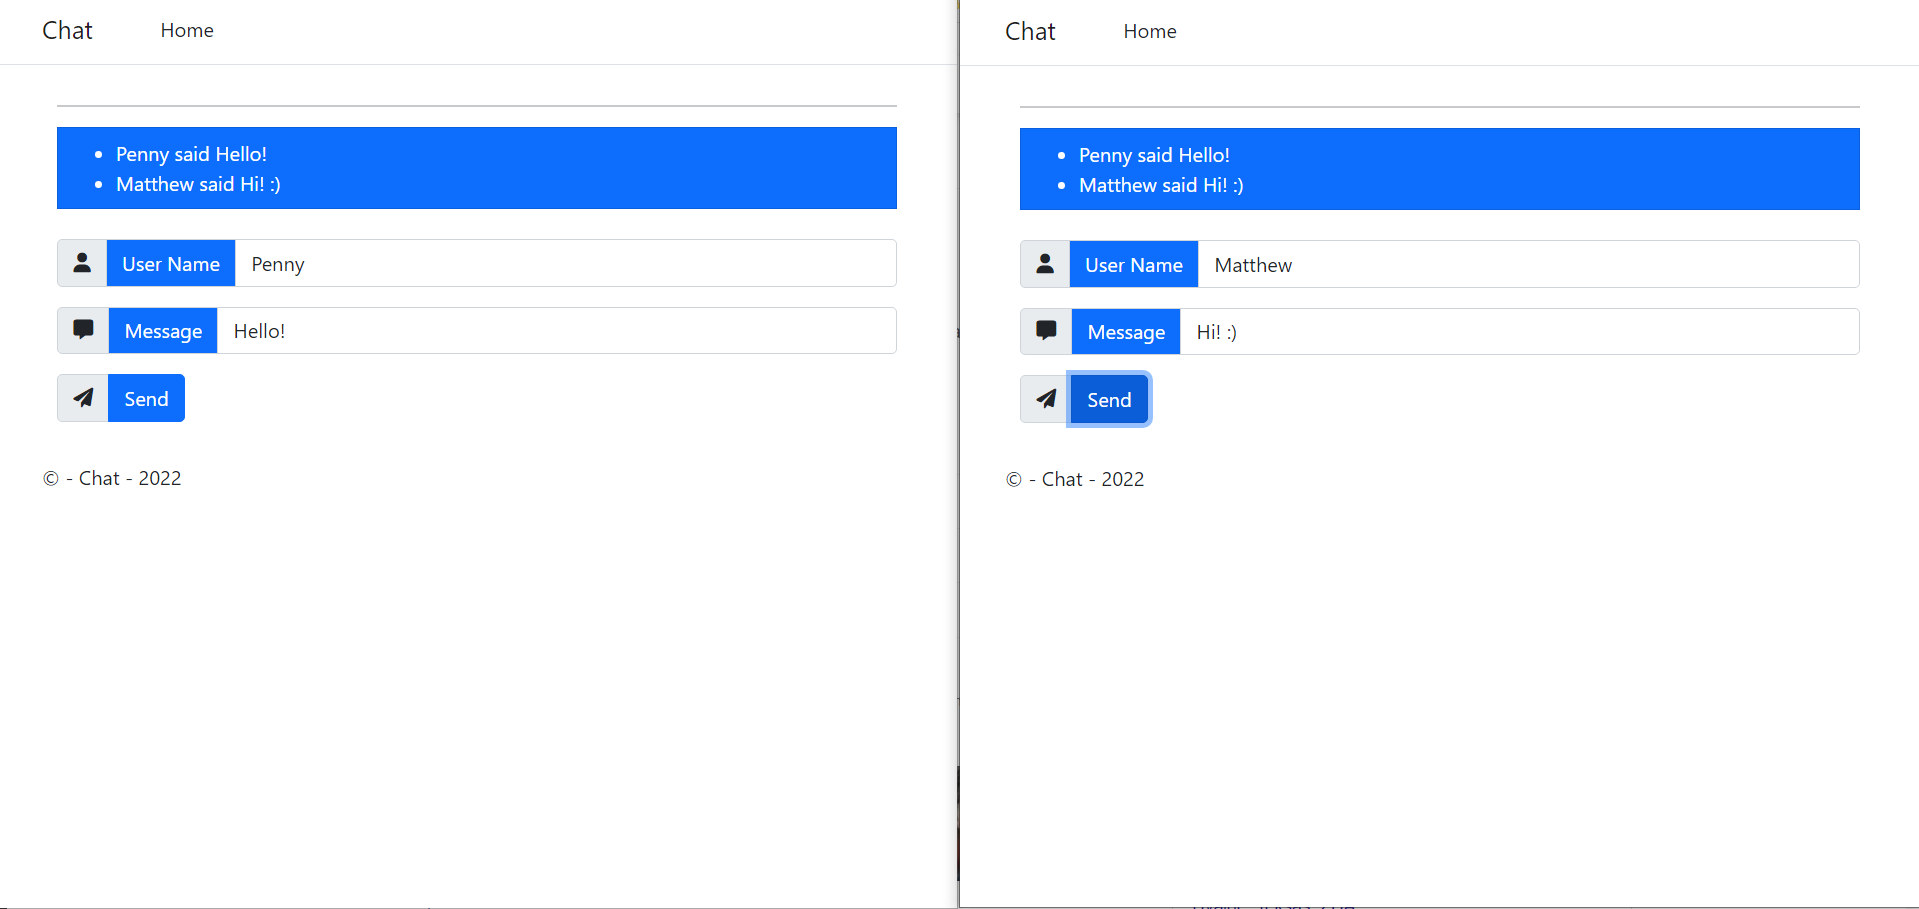 Chat Home
Penny said Hello!
Matthew said Hi! :)
User Name Penny
Message Hello!
Send
© - Chat - 2022
Chat Home
Penny said Hello!
Matthew said Hi! :)
User Name Matthew
Message Hi! :)
Send
© - Chat - 2022